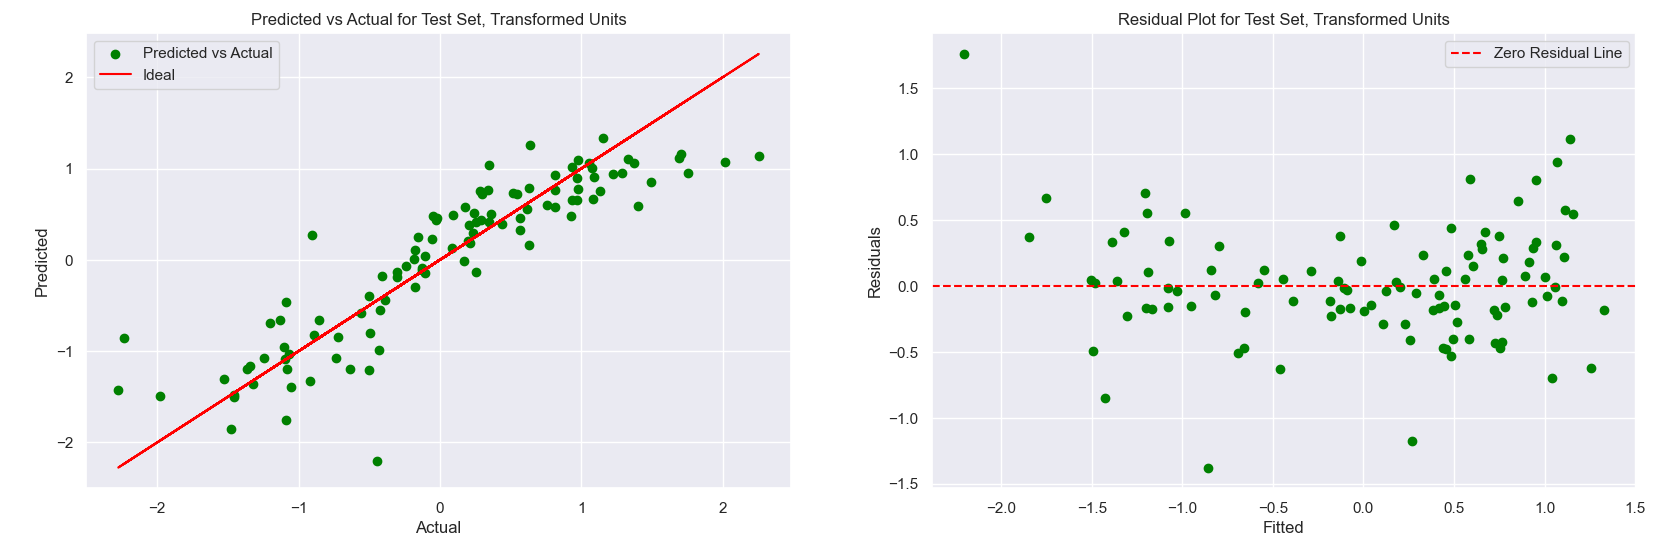 Predicted vs Actual for Test Set, Transformed Units
Predicted vs Actual
Ideal
2
1
0
−1
−2
Predicted
−2
−1
0
1
2
Actual
Residual Plot for Test Set, Transformed Units
Zero Residual Line
1.5
1.0
0.5
0.0
−0.5
−1.0
−1.5
Residuals
−2.0
−1.5
−1.0
−0.5
0.0
0.5
1.0
1.5
Fitted